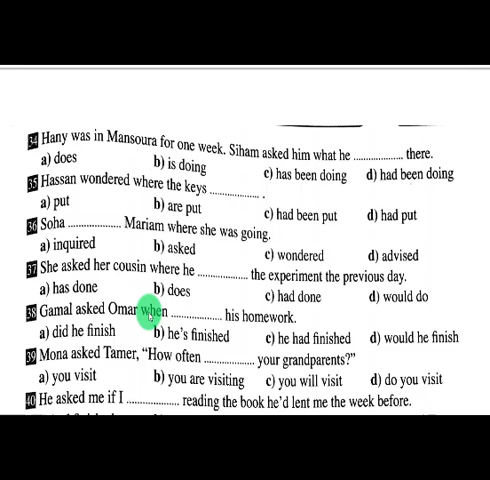 34 Hany was in Mansoura for one week. Siham asked him what he .................. there.
a) does b) is doing c) has been doing d) had been doing
35 Hassan wondered where the keys .................. .
a) put b) are put c) had been put d) had put
36 Soha .................. Mariam where she was going.
a) inquired b) asked c) wondered d) advised
37 She asked her cousin where he .................. the experiment the previous day.
a) has done b) does c) had done d) would do
38 Gamal asked Omar when .................. his homework.
a) did he finish b) he's finished c) he had finished d) would he finish
39 Mona asked Tamer, “How often .................. your grandparents?”
a) you visit b) you are visiting c) you will visit d) do you visit
40 He asked me if I .................. reading the book he'd lent me the week before.